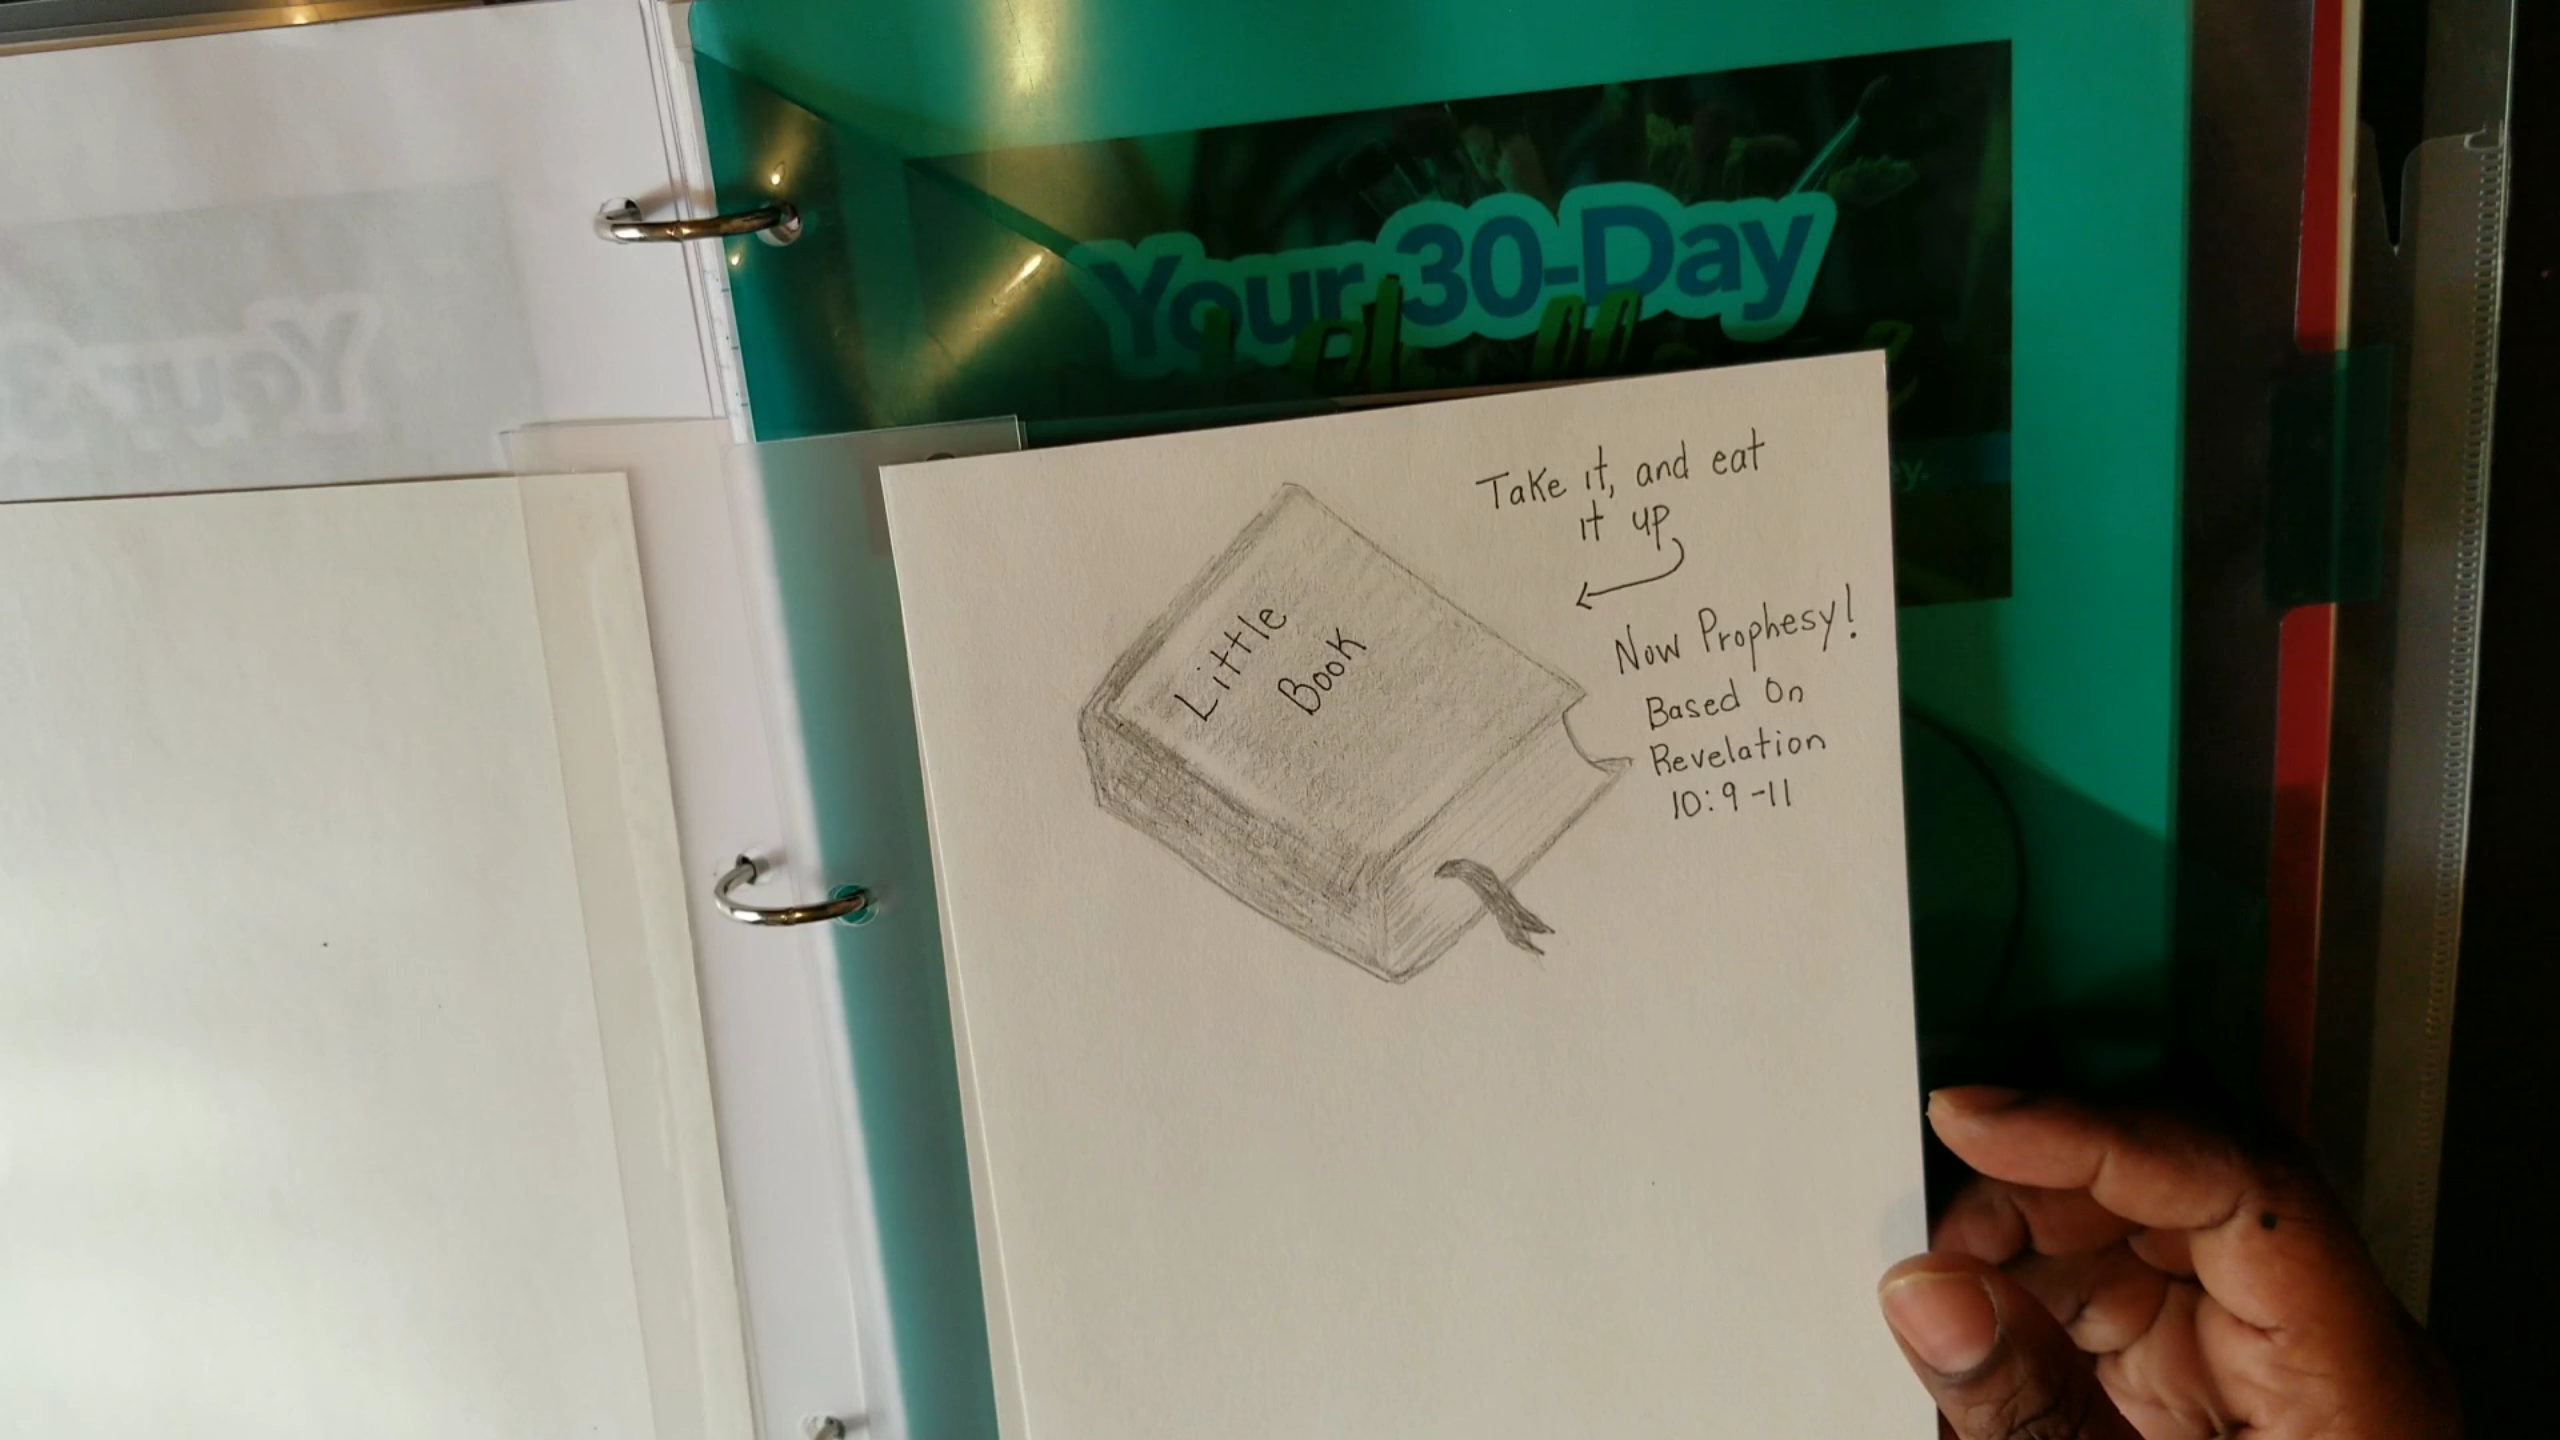 Your 30-Day
Take it, and eat
it up
Little
Book
Now Prophesy!
Based On
Revelation
10:9-11